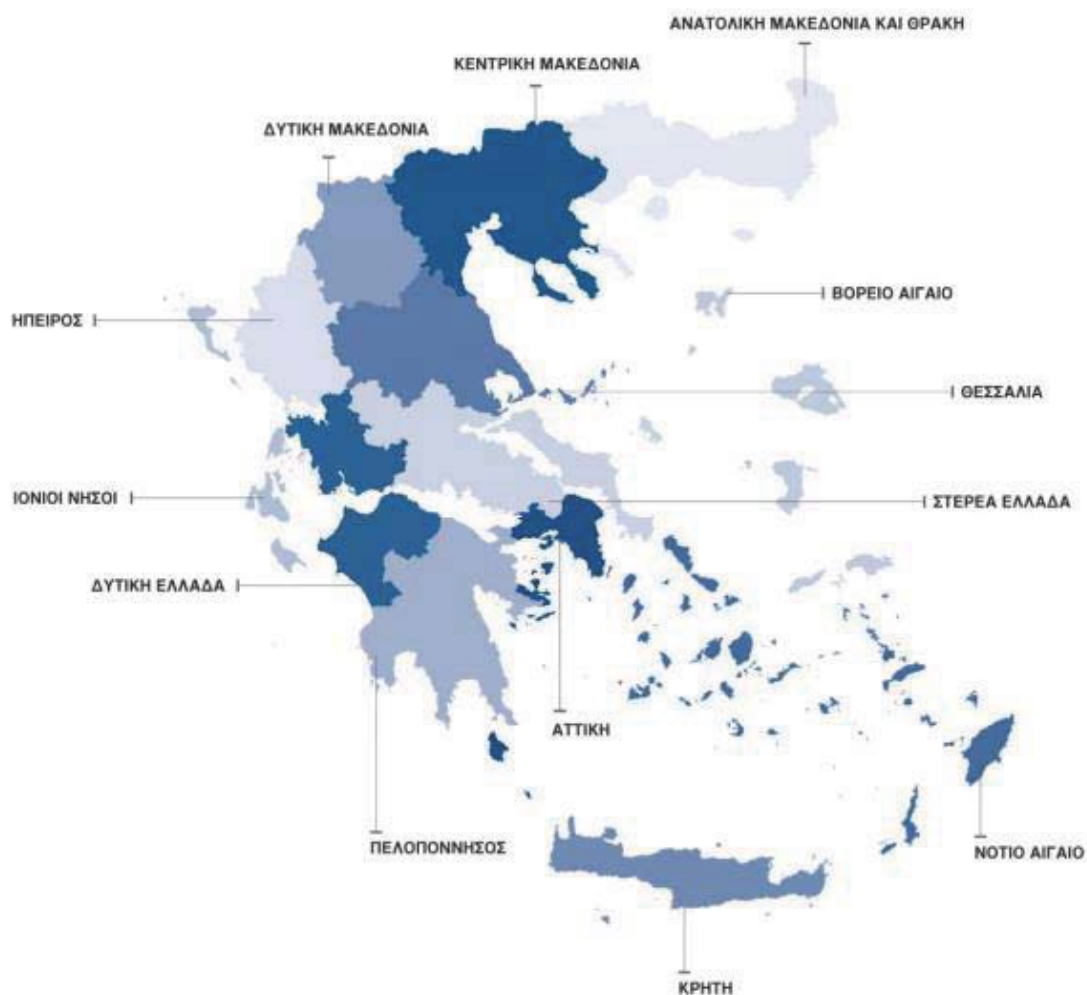 ΑΝΑΤΟΛΙΚΗ ΜΑΚΕΔΟΝΙΑ ΚΑΙ ΘΡΑΚΗ
ΚΕΝΤΡΙΚΗ ΜΑΚΕΔΟΝΙΑ
ΔΥΤΙΚΗ ΜΑΚΕΔΟΝΙΑ
ΒΟΡΕΙΟ ΑΙΓΑΙΟ
ΗΠΕΙΡΟΣ
ΘΕΣΣΑΛΙΑ
ΙΟΝΙΟΙ ΝΗΣΟΙ
ΣΤΕΡΕΑ ΕΛΛΑΔΑ
ΔΥΤΙΚΗ ΕΛΛΑΔΑ
ΑΤΤΙΚΗ
ΠΕΛΟΠΟΝΝΗΣΟΣ
ΝΟΤΙΟ ΑΙΓΑΙΟ
ΚΡΗΤΗ